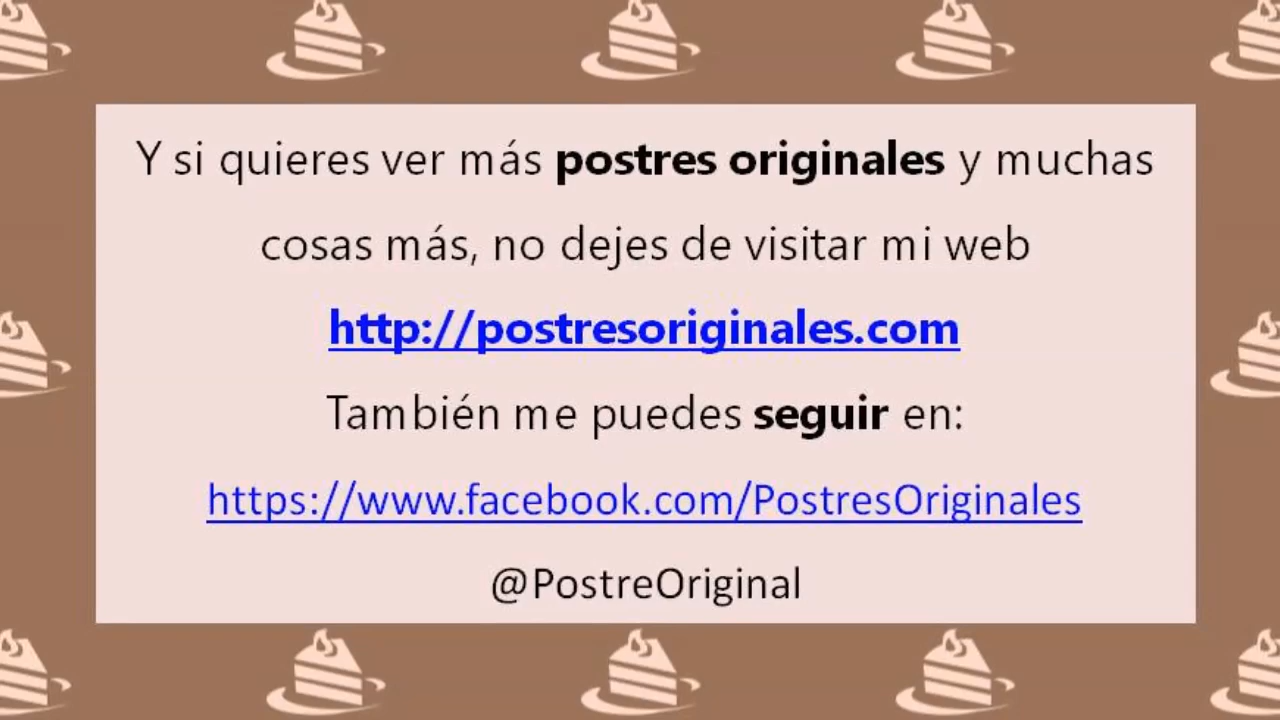 Y si quieres ver más postres originales y muchas
cosas más, no dejes de visitar mi web
http://postresoriginales.com
También me puedes seguir en:
https://www.facebook.com/PostresOriginales
@PostreOriginal